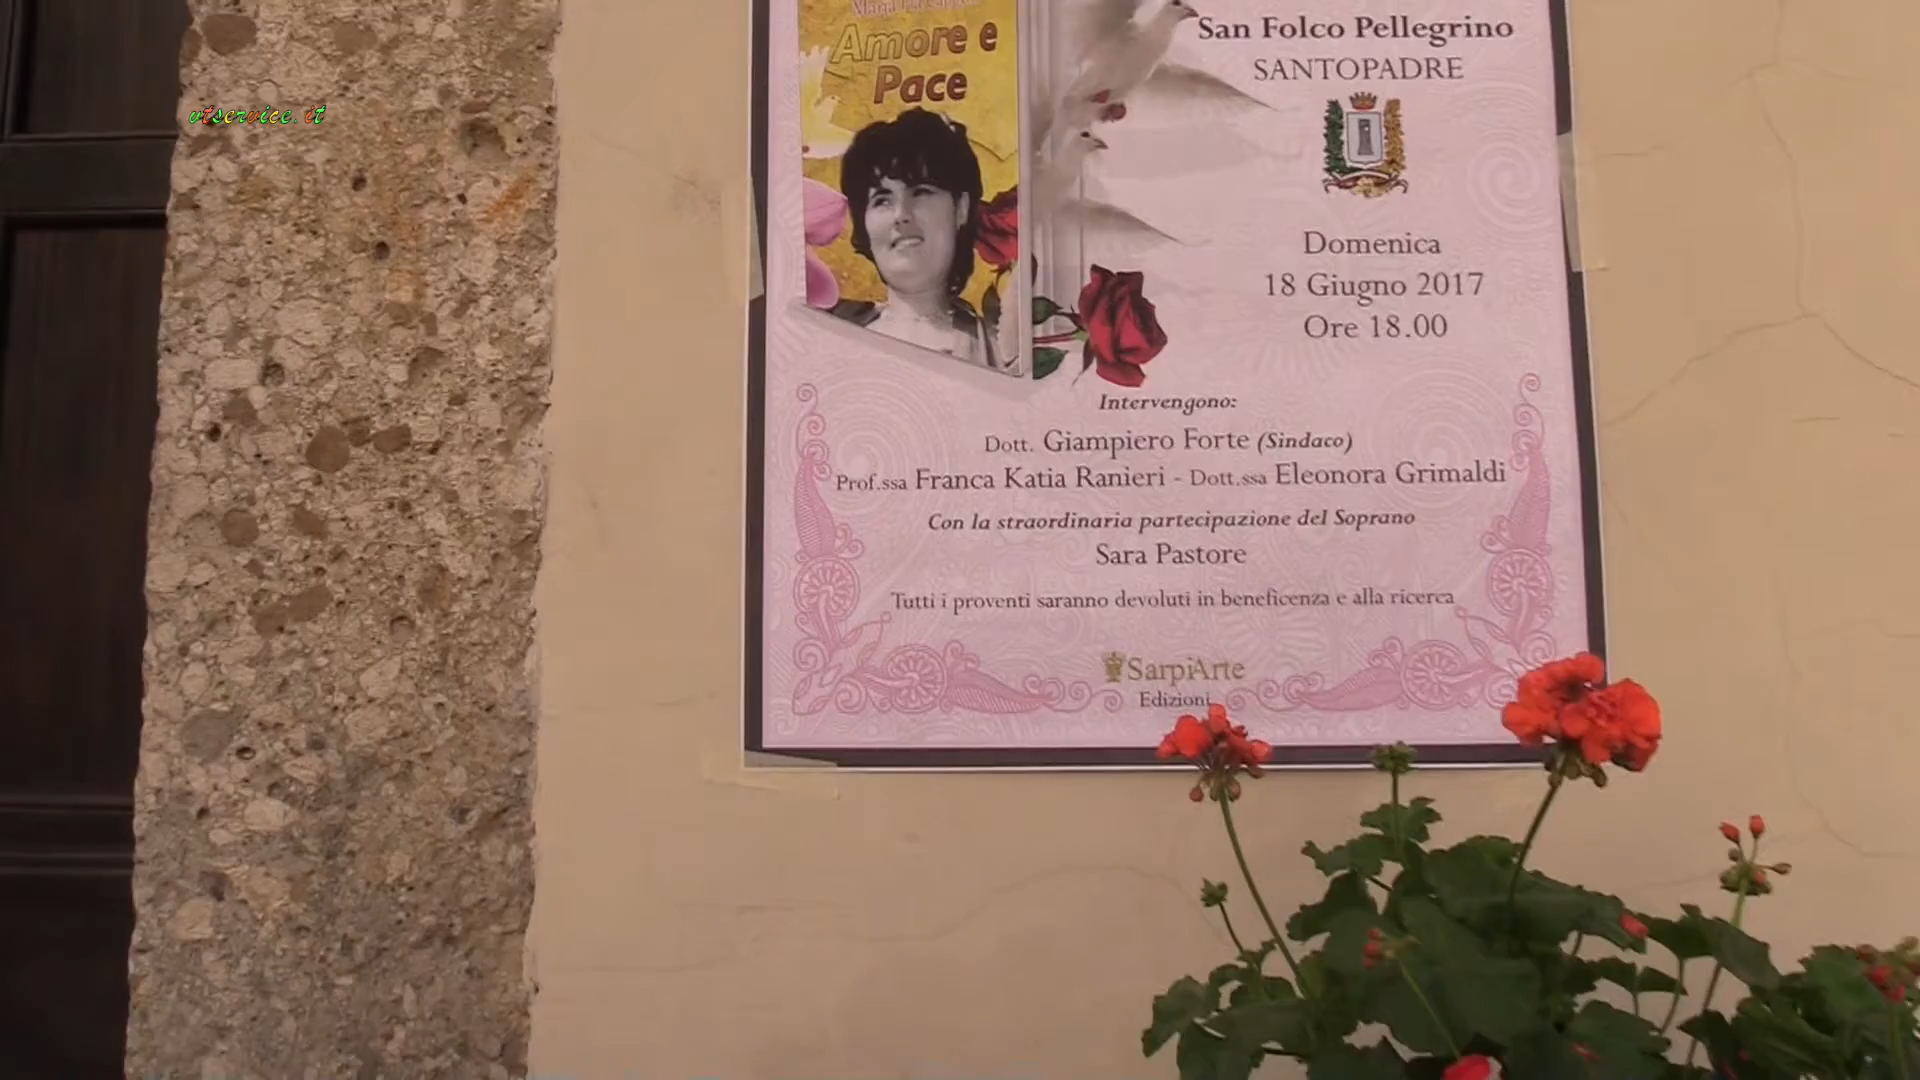 vtservice.it
Amore e
Pace
San Folco Pellegrino
SANTOPADRE
Domenica
18 Giugno 2017
Ore 18.00
Intervengono:
Dott. Giampiero Forte (Sindaco)
Prof.ssa Franca Katia Ranieri - Dott.ssa Eleonora Grimaldi
Con la straordinaria partecipazione del Soprano
Sara Pastore
Tutti i proventi saranno devoluti in beneficenza e alla ricerca
SarpiArte
Edizioni